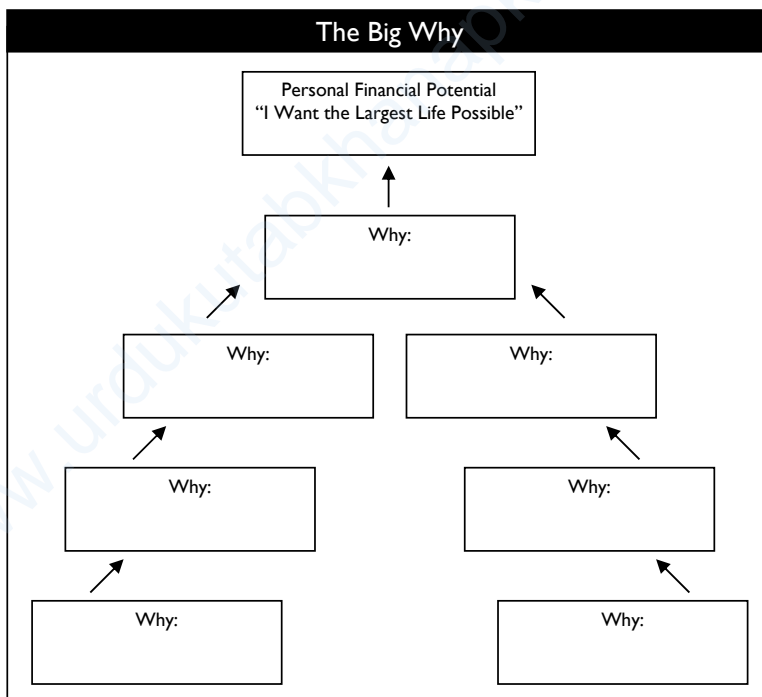 The Big Why
Personal Financial Potential
“I Want the Largest Life Possible”
Why:
Why:
Why:
Why:
Why:
Why:
Why: